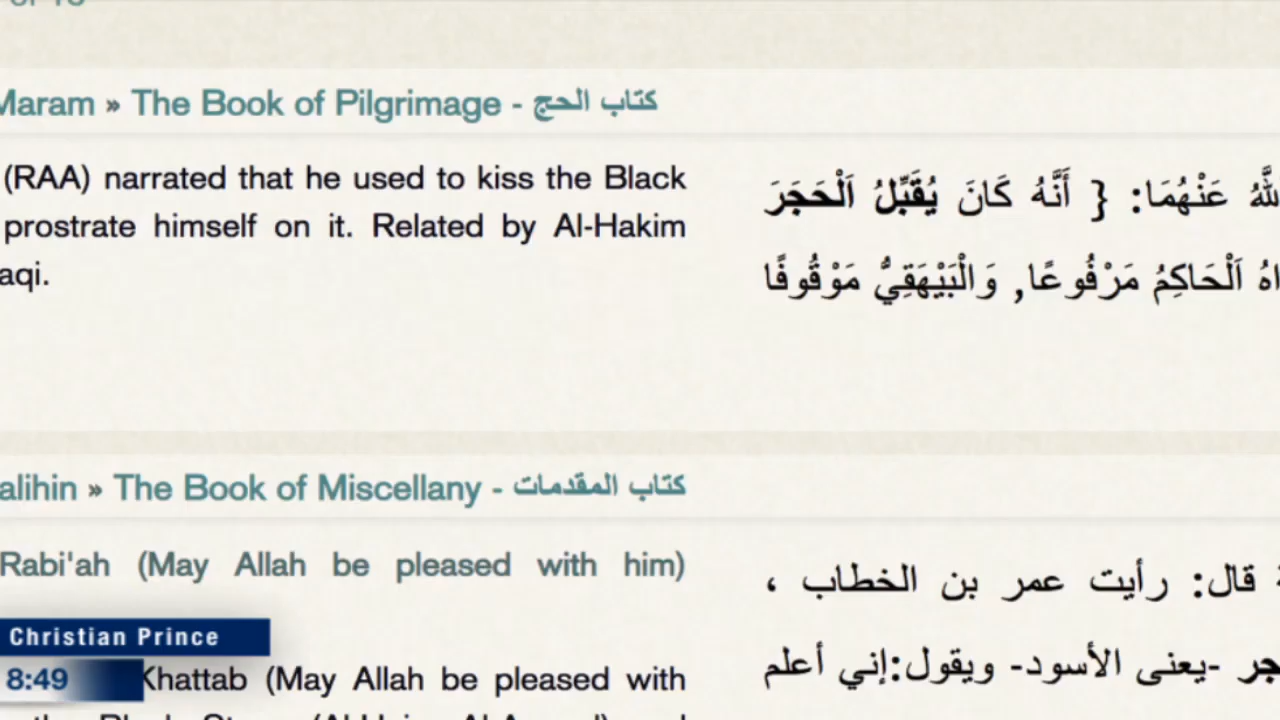 Maram » The Book of Pilgrimage - كتاب الحج
(RAA) narrated that he used to kiss the Black
prostrate himself on it. Related by Al-Hakim
aqi.
اَللَّهُ عَنْهُمَا: { أَنَّهُ كَانَ يُقَبِّلُ اَلْحَجَرَ
اهُ اَلْحَاكِمُ مَرْفُوعًا, وَالْبَيْهَقِيُّ مَوْقُوفًا
alihin » The Book of Miscellany - كتاب المقدمات
Rabi'ah (May Allah be pleased with him)
Khattab (May Allah be pleased with
قال: رأيت عمر بن الخطاب ،
جر -يعنى الأسود- ويقول:إني أعلم
Christian Prince
8:49